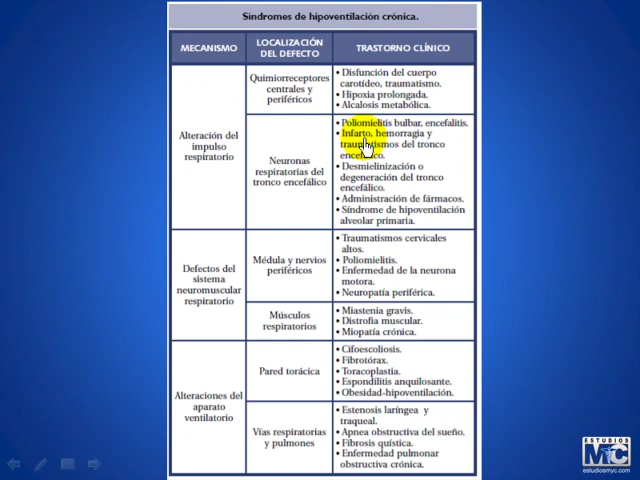 Síndromes de hipoventilación crónica.
MECANISMO
LOCALIZACIÓN
DEL DEFECTO
TRASTORNO CLÍNICO
Alteración del
impulso
respiratorio
Quimiorreceptores
centrales y
periféricos
• Disfunción del cuerpo
carotídeo, traumatismo.
• Hipoxia prolongada.
• Alcalosis metabólica.
Neuronas
respiratorias del
tronco encefálico
• Poliomielitis bulbar, encefalitis.
• Infarto, hemorragia y
traumatismos del tronco
encefálico.
• Desmielinización o
degeneración del tronco
encefálico.
• Administración de fármacos.
• Síndrome de hipoventilación
alveolar primaria.
Defectos del
sistema
neuromuscular
respiratorio
Médula y nervios
periféricos
• Traumatismos cervicales
altos.
• Poliomielitis.
• Enfermedad de la neurona
motora.
• Neuropatía periférica.
Músculos
respiratorios
• Miastenia gravis.
• Distrofia muscular.
• Miopatía crónica.
Alteraciones del
aparato
ventilatorio
Pared torácica
• Cifoescoliosis.
• Fibrotórax.
• Toracoplastia.
• Espondilitis anquilosante.
• Obesidad-hipoventilación.
Vías respiratorias
y pulmones
• Estenosis laríngea y
traqueal.
• Apnea obstructiva del sueño.
• Fibrosis quística.
• Enfermedad pulmonar
obstructiva crónica.
ESTUDIOS
MYC
estudiosmyc.com